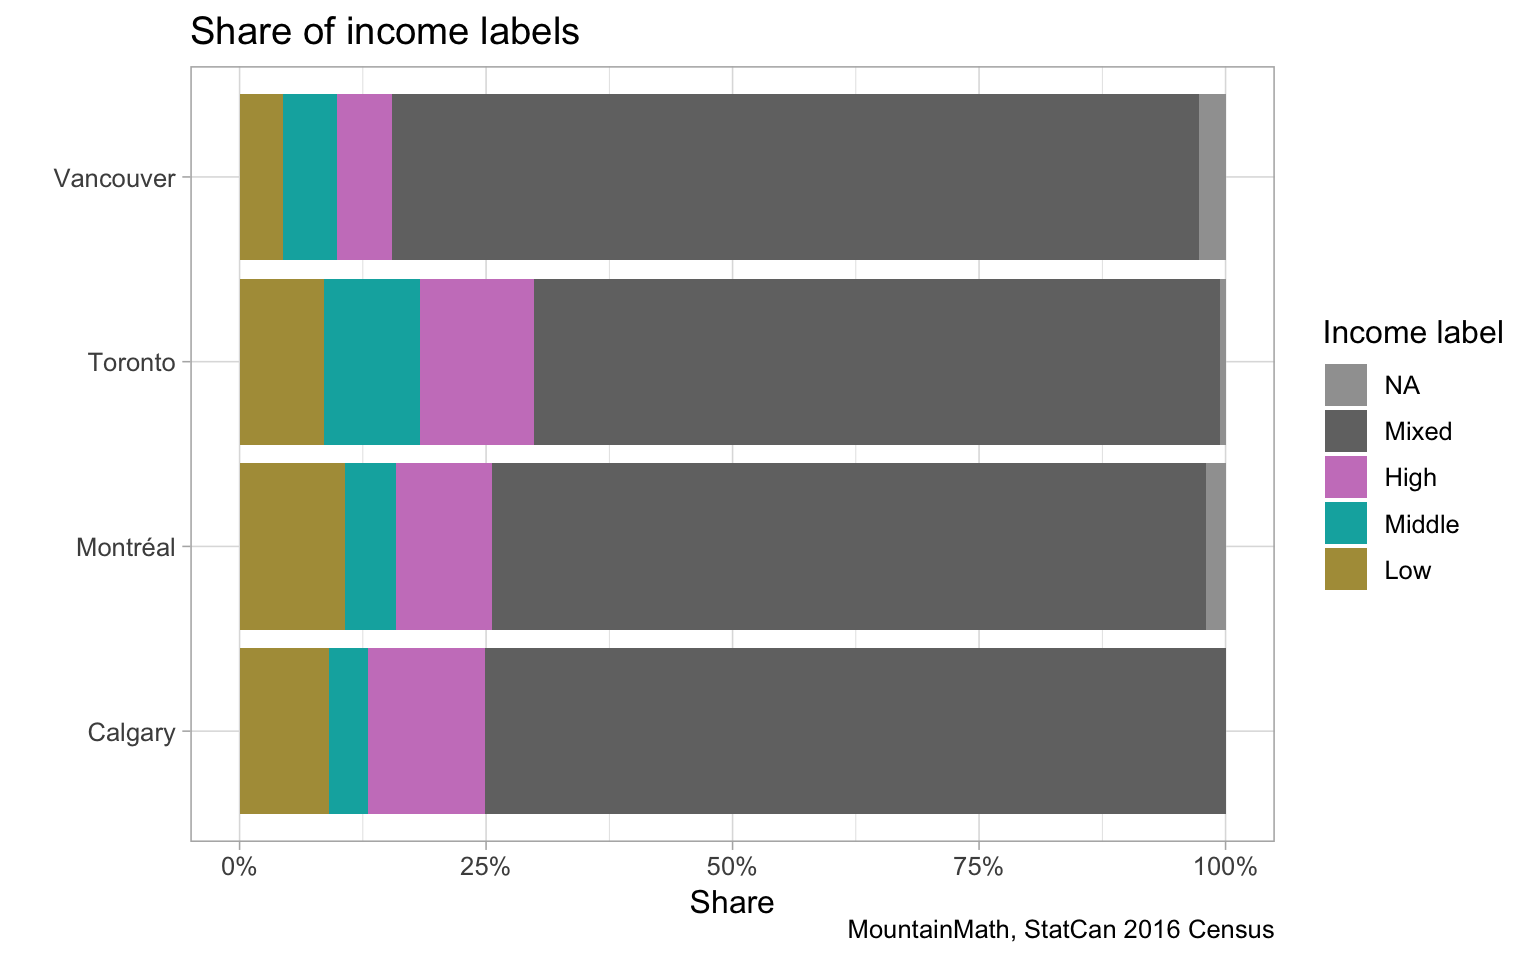 Share of income labels
Vancouver
Toronto
Montréal
Calgary
0% 25% 50% 75% 100%
Share
Income label
NA
Mixed
High
Middle
Low
MountainMath, StatCan 2016 Census